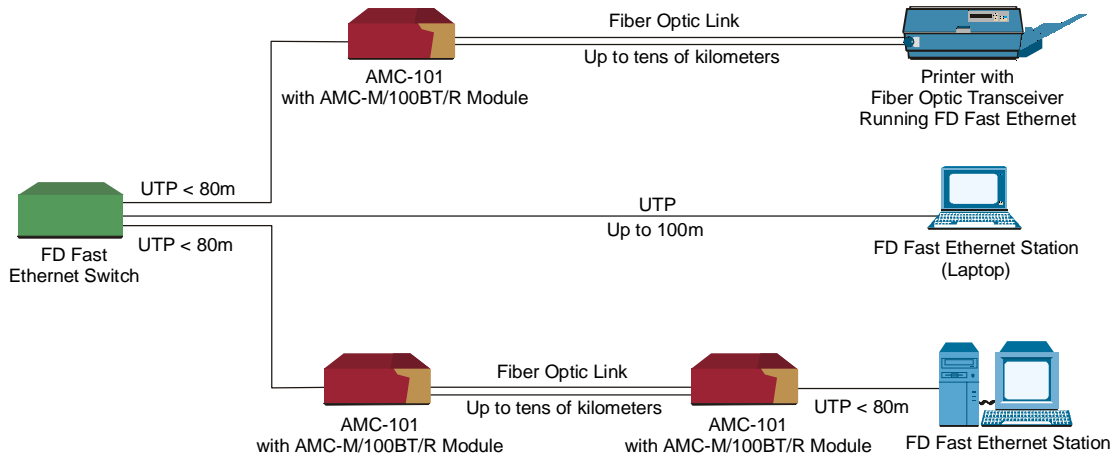 Fiber Optic Link
Up to tens of kilometers
AMC-101
with AMC-M/100BT/R Module
Printer with
Fiber Optic Transceiver
Running FD Fast Ethernet
UTP < 80m
UTP
Up to 100m
UTP < 80m
FD Fast
Ethernet Switch
FD Fast Ethernet Station
(Laptop)
Fiber Optic Link
Up to tens of kilometers
UTP < 80m
AMC-101
with AMC-M/100BT/R Module
AMC-101
with AMC-M/100BT/R Module
FD Fast Ethernet Station